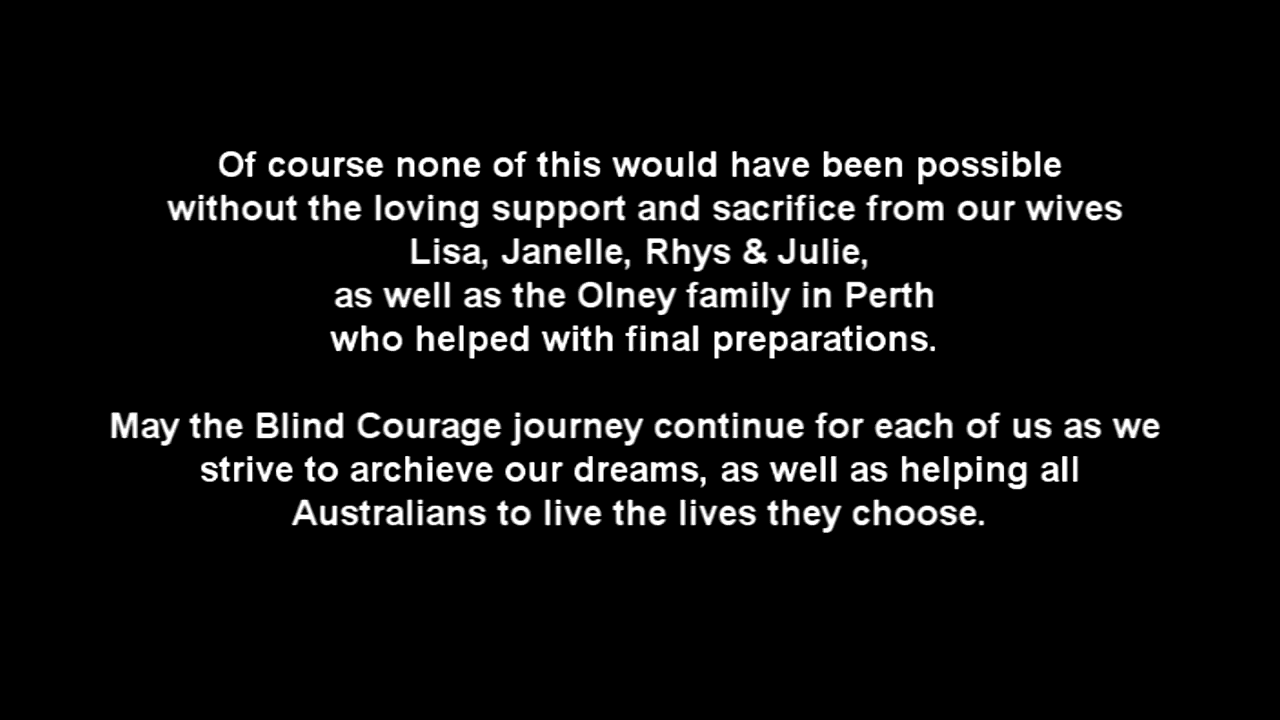 Of course none of this would have been possible
without the loving support and sacrifice from our wives
Lisa, Janelle, Rhys & Julie,
as well as the Olney family in Perth
who helped with final preparations.
May the Blind Courage journey continue for each of us as we
strive to archieve our dreams, as well as helping all
Australians to live the lives they choose.